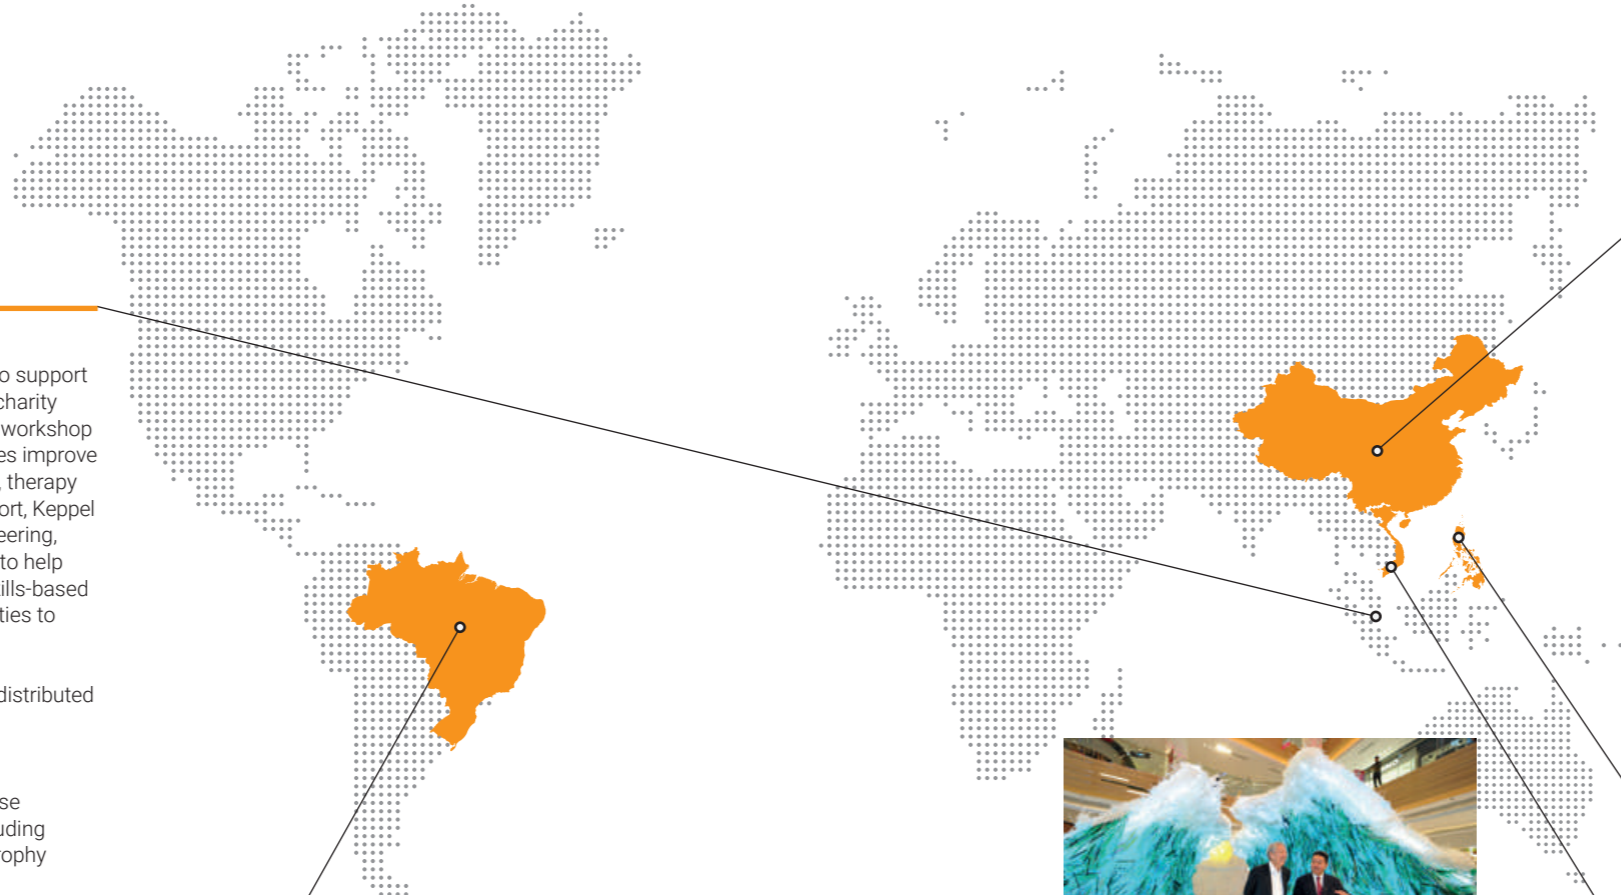 o support
charity
workshop
es improve
, therapy
ort, Keppel
eering,
to help
ills-based
ties to
distributed
se
uding
rophy